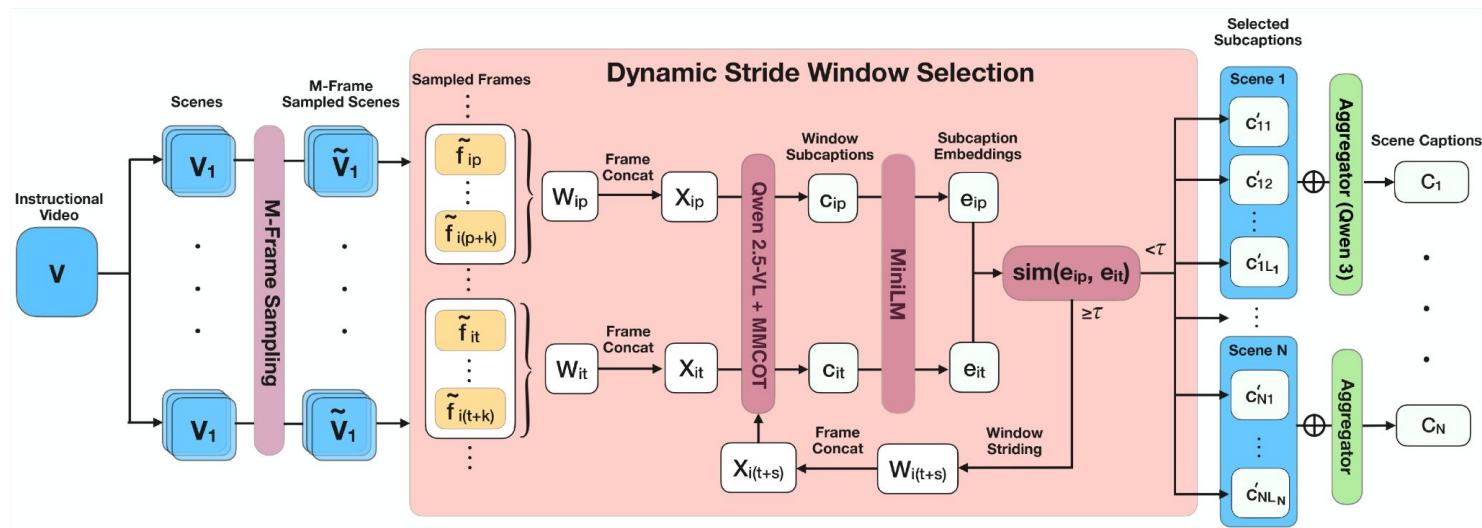 Dynamic Stride Window Selection
Selected
Subcaptions
Scenes
M-Frame
Sampled Scenes
Sampled Frames
Instructional
Video
V
V₁
V₁
M-Frame Sampling
Ṽ₁
Ṽ₁
f̃ip
f̃i(p+k)
f̃it
f̃i(t+k)
Wip
Wit
Frame
Concat
Frame
Concat
Xip
Xit
Qwen 2.5-VL + MMCOT
Window
Subcaptions
cip
cit
MiniLM
Subcaption
Embeddings
eip
eit
sim(eip, eit)
<τ
≥τ
Window
Striding
Wi(t+s)
Frame
Concat
Xi(t+s)
Scene 1
c′11
c′12
c′1L₁
Scene N
c′N1
c′NLN
Aggregator (Qwen 3)
Aggregator
Scene Captions
C₁
CN